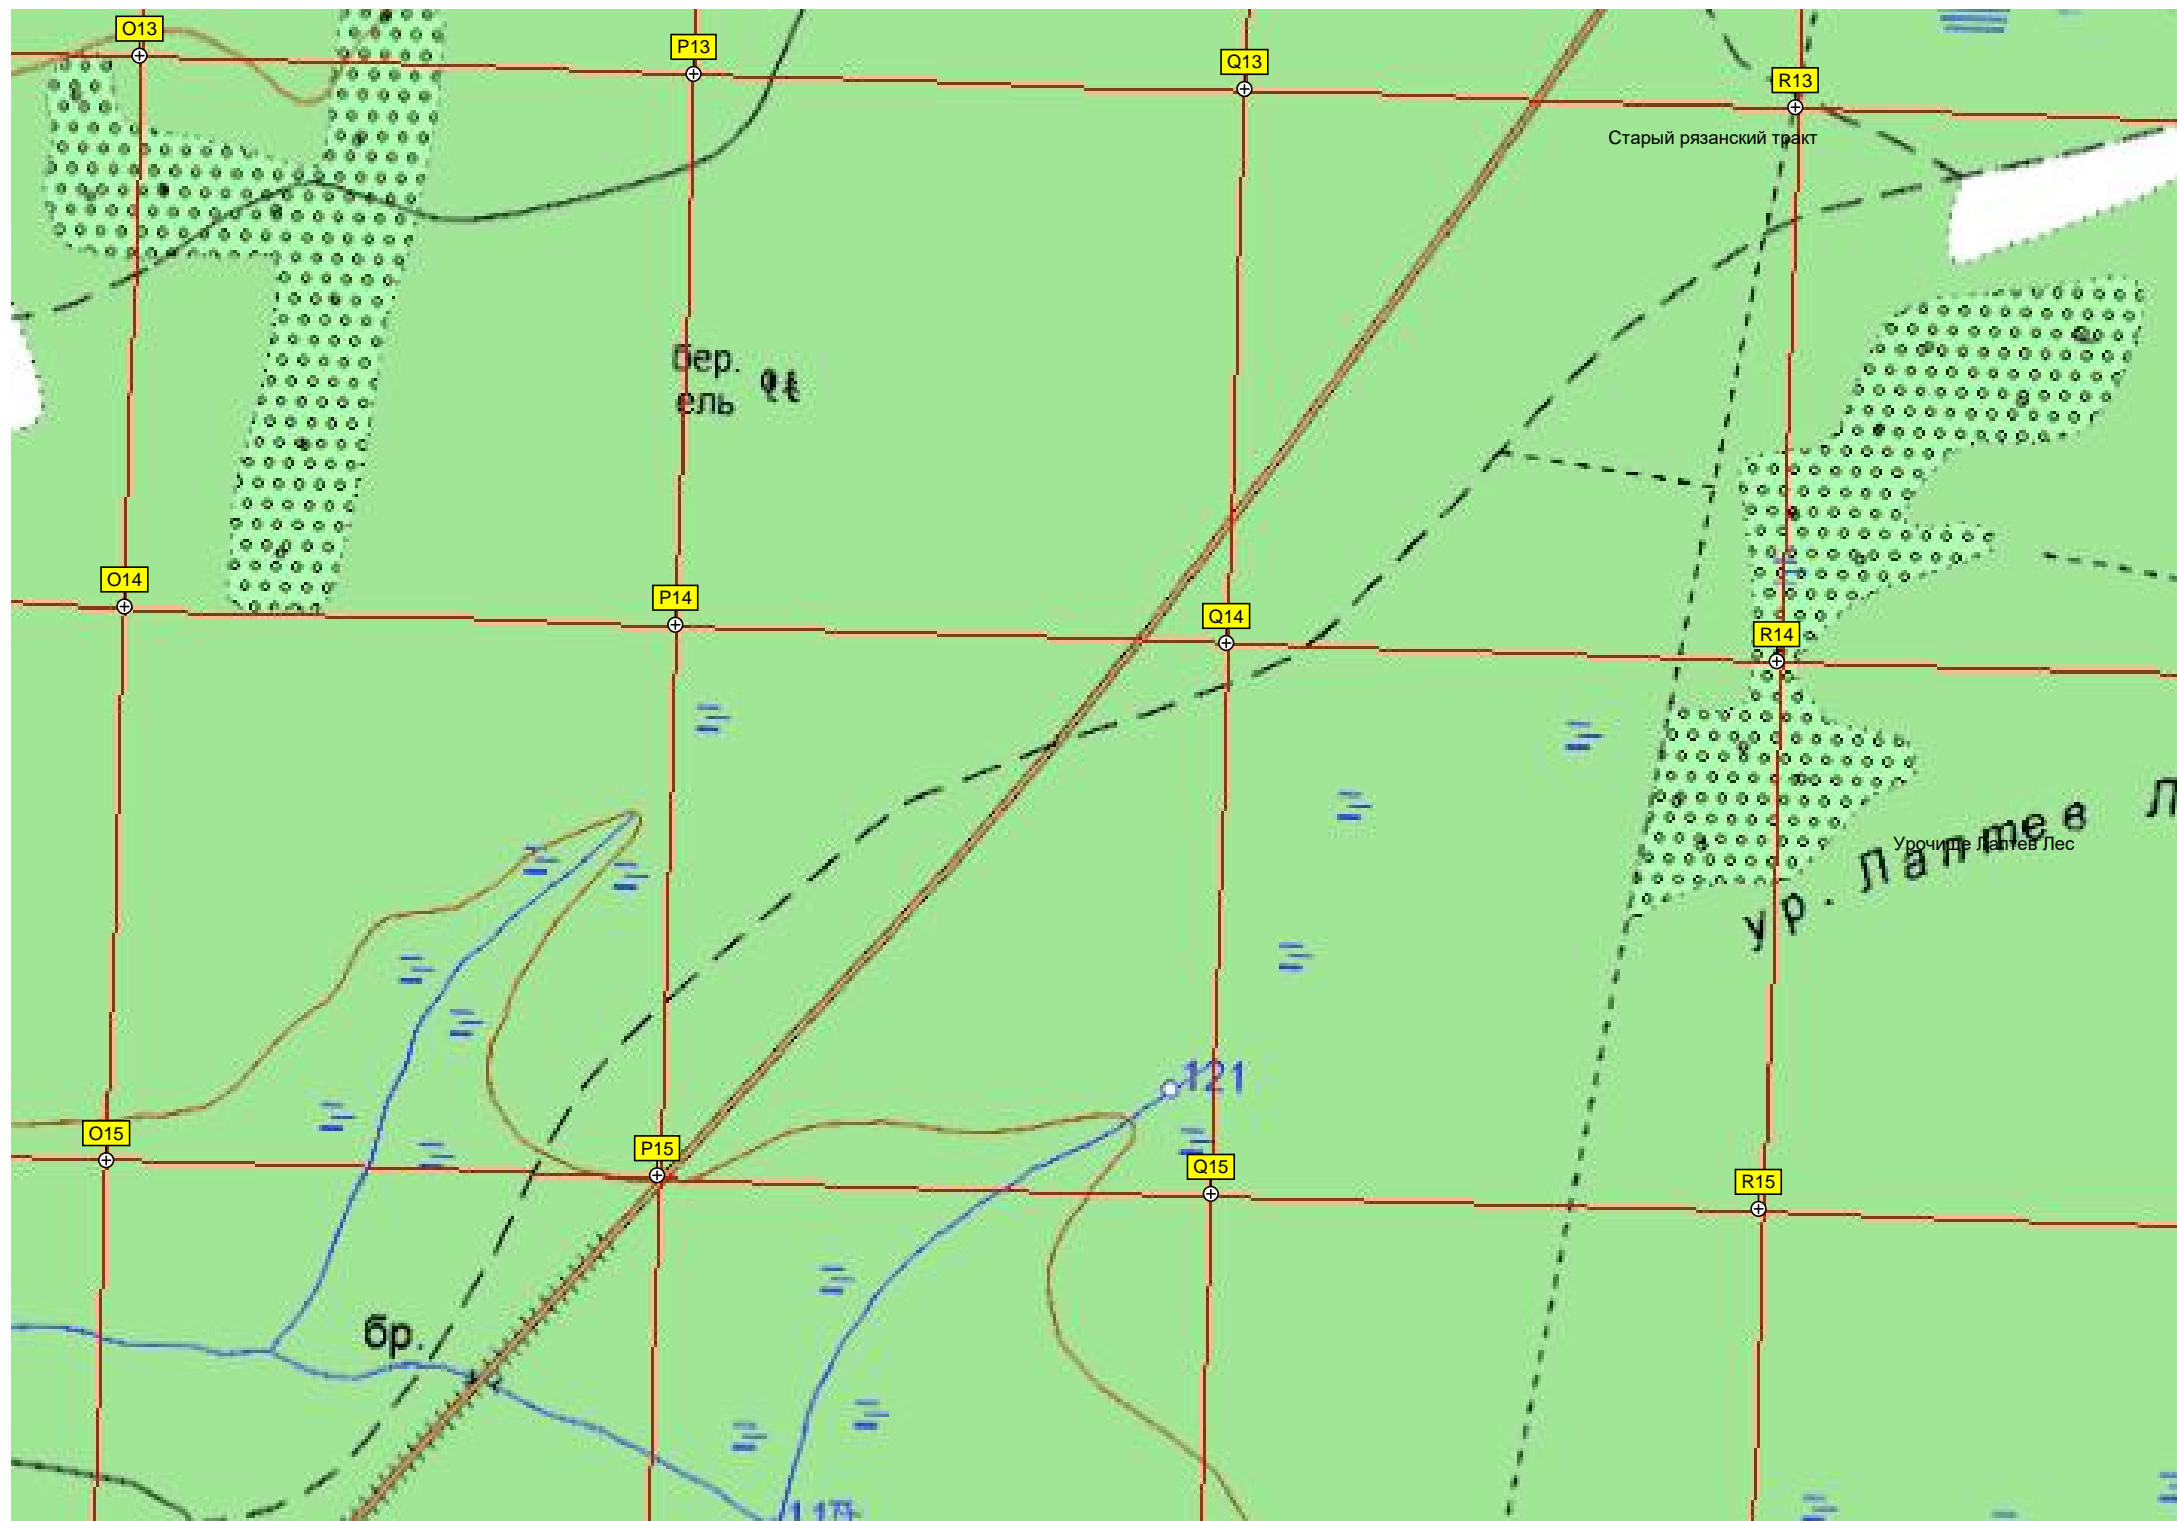 O13
P13
Q13
R13
Старый рязанский тракт
бер.
ель
O14
P14
Q14
R14
ур. Лаптев Л
Урочище Лаптев Лес
121
O15
P15
Q15
R15
бр.